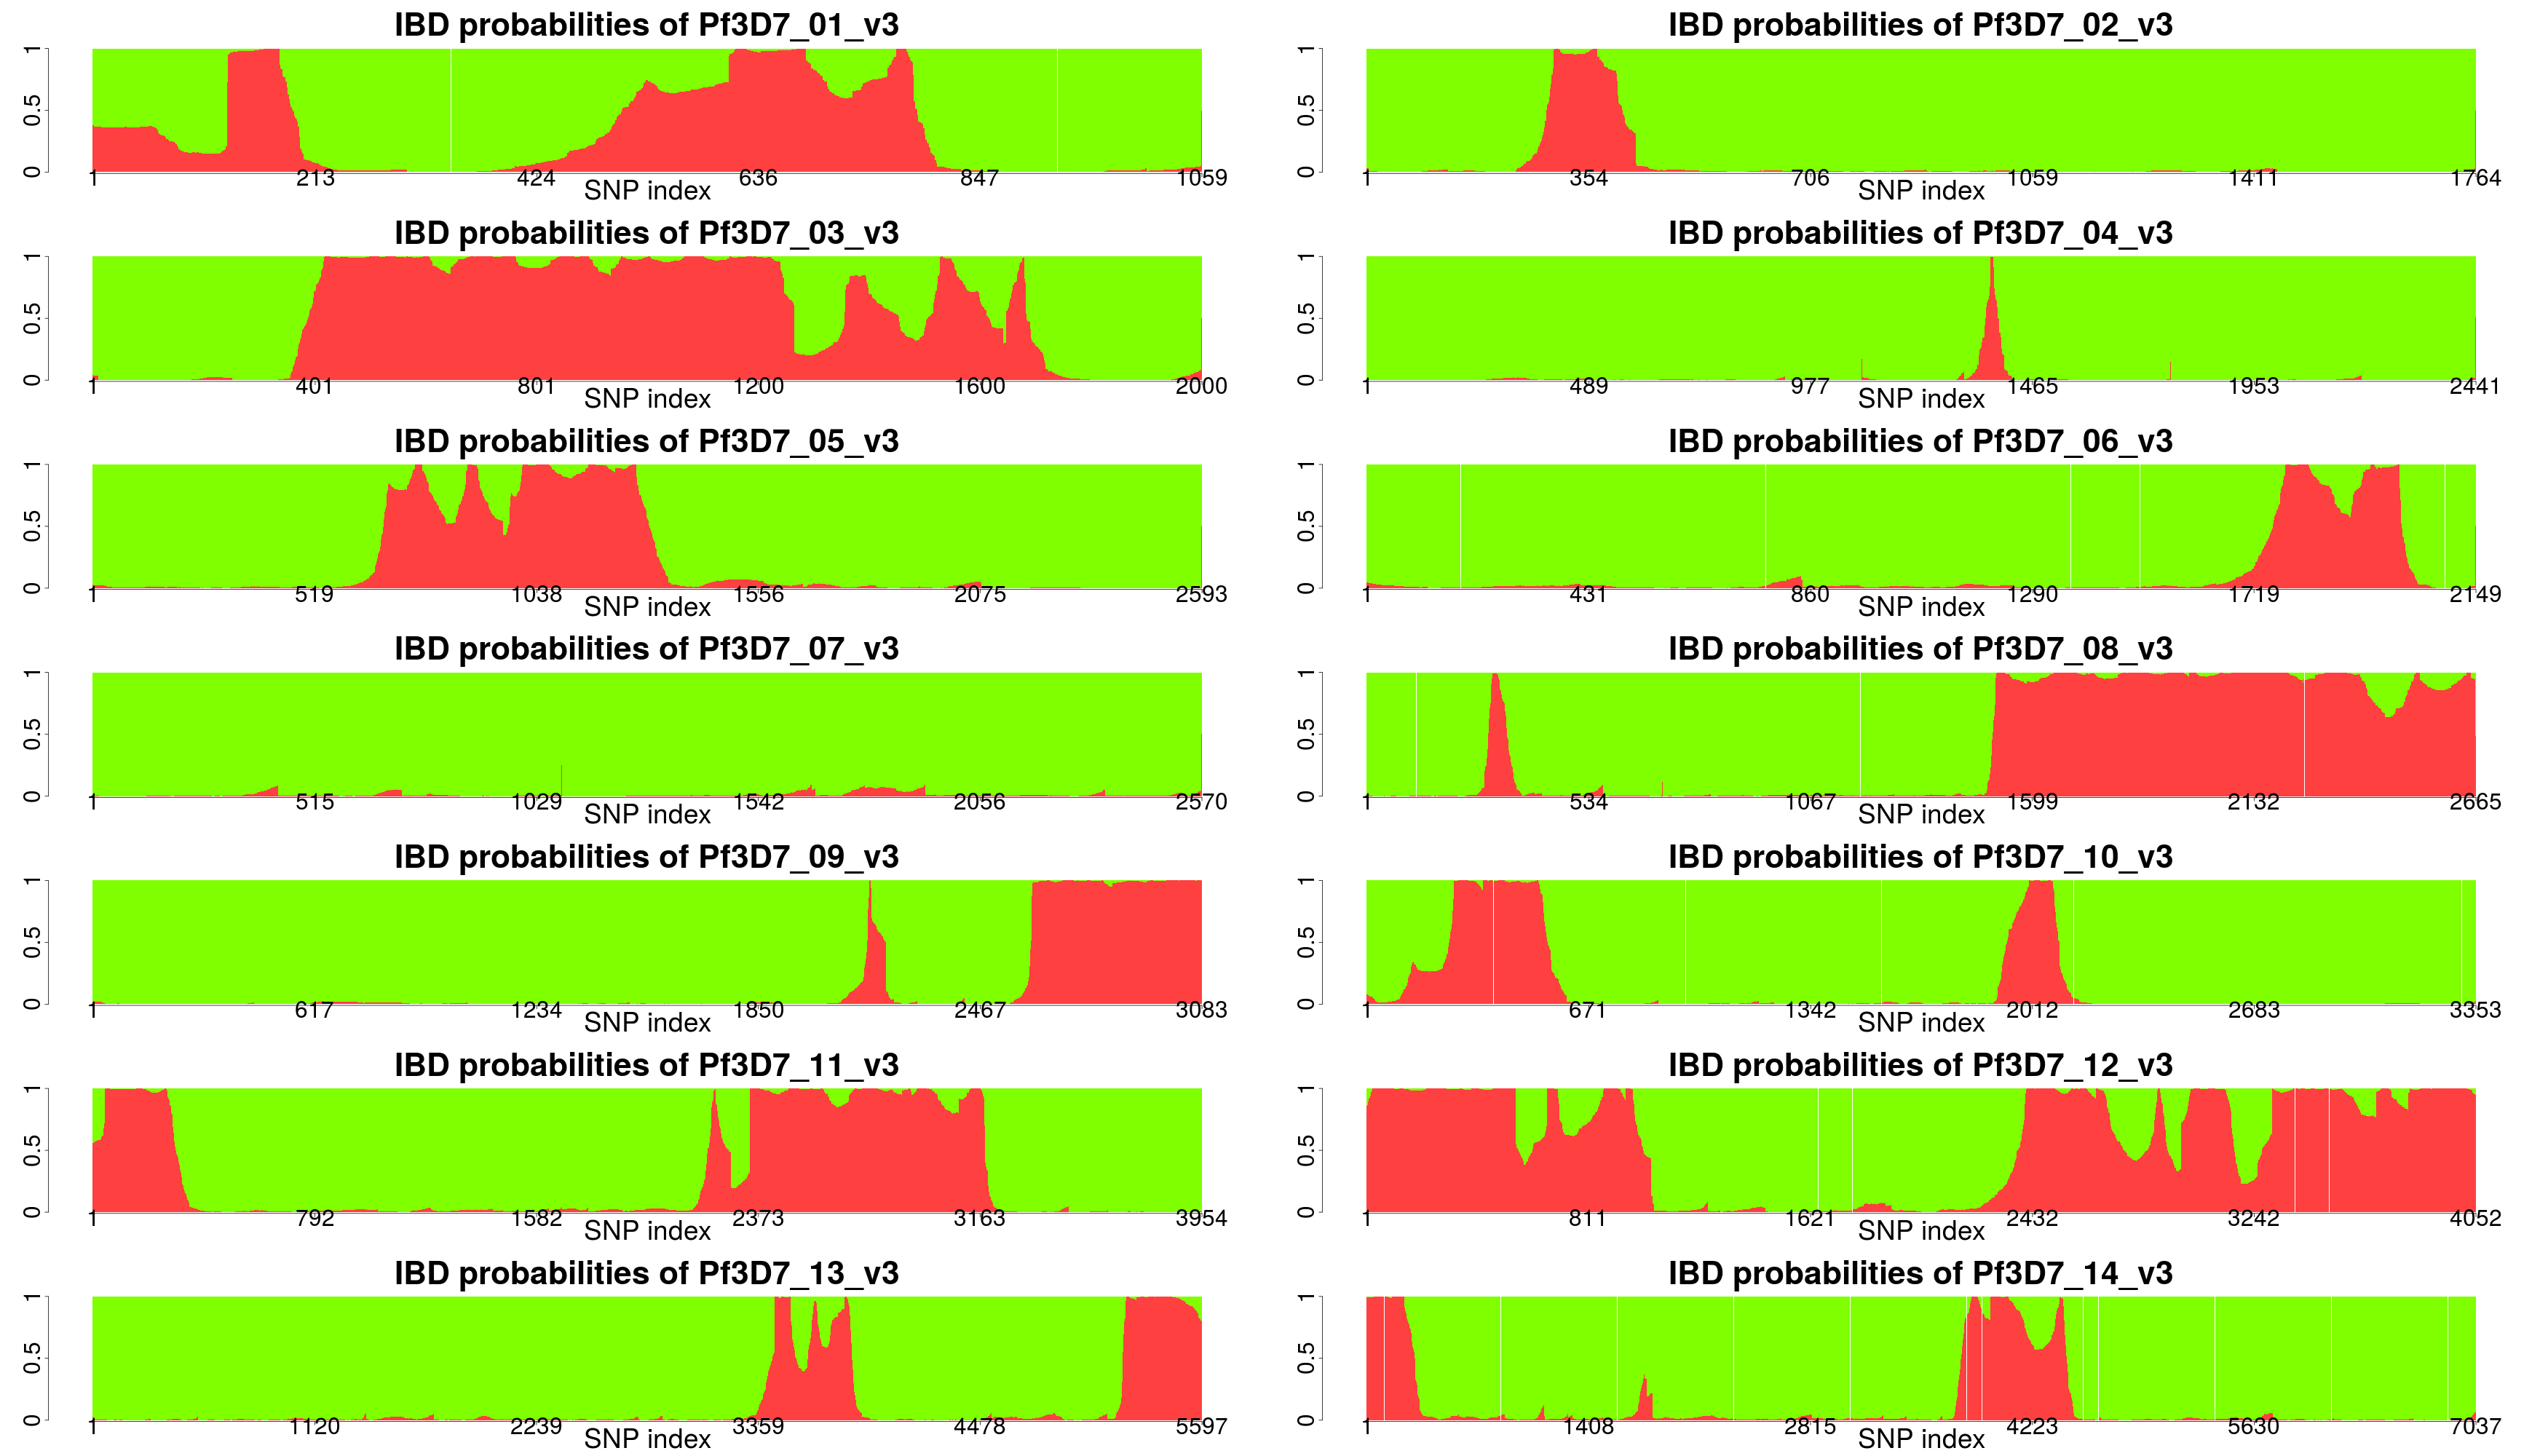 IBD probabilities of Pf3D7_01_v3
0 0.5 1
1 213 424 636 847 1059
SNP index
IBD probabilities of Pf3D7_02_v3
0 0.5 1
1 354 706 1059 1411 1764
SNP index
IBD probabilities of Pf3D7_03_v3
0 0.5 1
1 401 801 1200 1600 2000
SNP index
IBD probabilities of Pf3D7_04_v3
0 0.5 1
1 489 977 1465 1953 2441
SNP index
IBD probabilities of Pf3D7_05_v3
0 0.5 1
1 519 1038 1556 2075 2593
SNP index
IBD probabilities of Pf3D7_06_v3
0 0.5 1
1 431 860 1290 1719 2149
SNP index
IBD probabilities of Pf3D7_07_v3
0 0.5 1
1 515 1029 1542 2056 2570
SNP index
IBD probabilities of Pf3D7_08_v3
0 0.5 1
1 534 1067 1599 2132 2665
SNP index
IBD probabilities of Pf3D7_09_v3
0 0.5 1
1 617 1234 1850 2467 3083
SNP index
IBD probabilities of Pf3D7_10_v3
0 0.5 1
1 671 1342 2012 2683 3353
SNP index
IBD probabilities of Pf3D7_11_v3
0 0.5 1
1 792 1582 2373 3163 3954
SNP index
IBD probabilities of Pf3D7_12_v3
0 0.5 1
1 811 1621 2432 3242 4052
SNP index
IBD probabilities of Pf3D7_13_v3
0 0.5 1
1 1120 2239 3359 4478 5597
SNP index
IBD probabilities of Pf3D7_14_v3
0 0.5 1
1 1408 2815 4223 5630 7037
SNP index